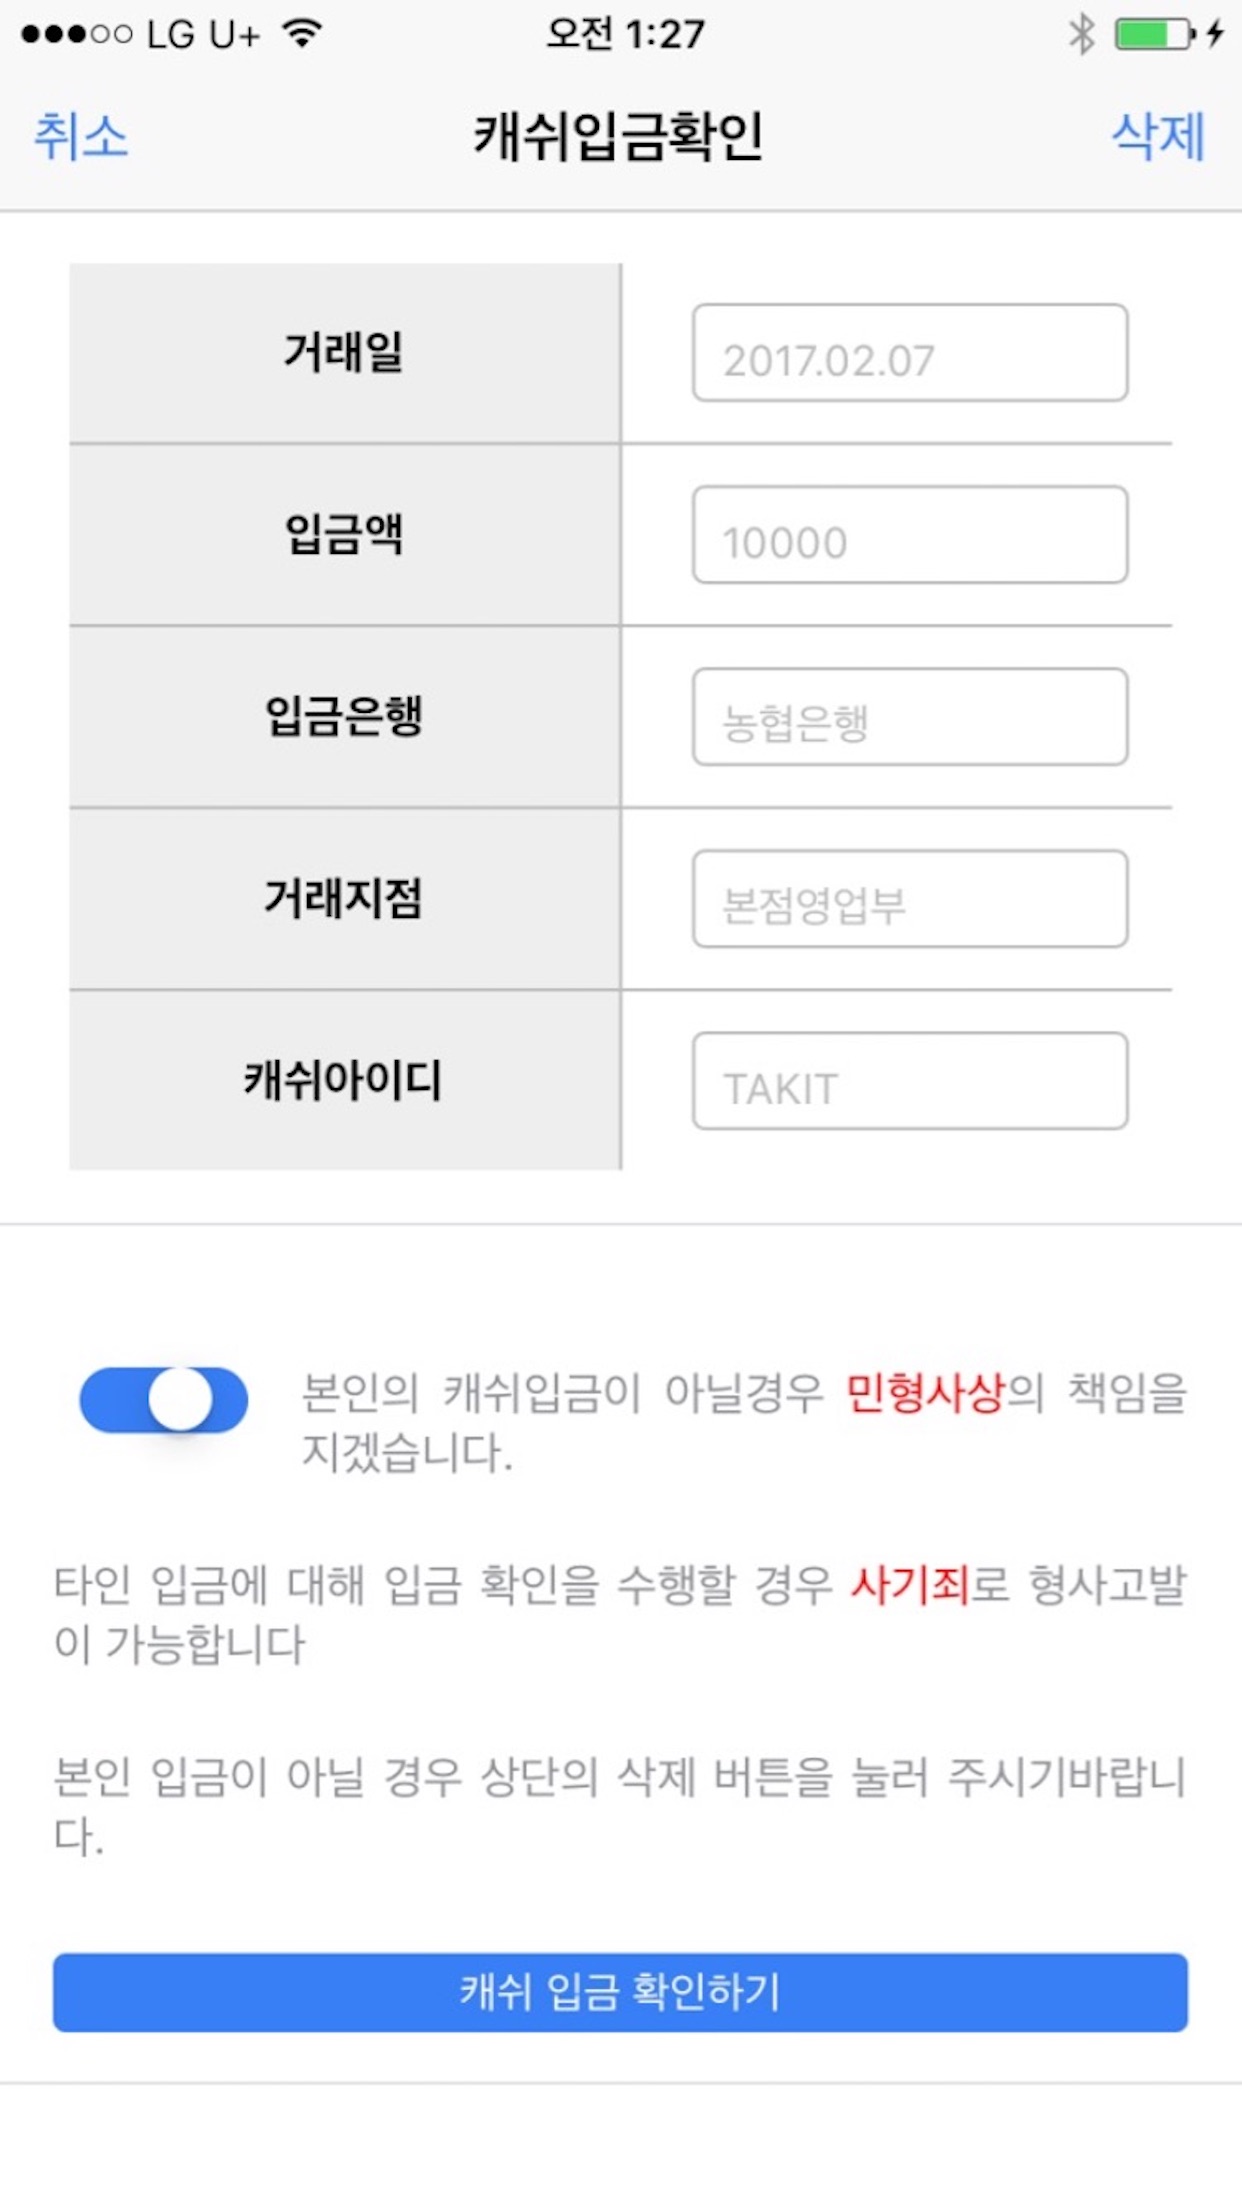 LG U+ 오전 1:27
취소 캐쉬입금확인 삭제
거래일 2017.02.07
입금액 10000
입금은행 농협은행
거래지점 본점영업부
캐쉬아이디 TAKIT
본인의 캐쉬입금이 아닐경우 민형사상의 책임을
지겠습니다.
타인 입금에 대해 입금 확인을 수행할 경우 사기죄로 형사고발
이 가능합니다
본인 입금이 아닐 경우 상단의 삭제 버튼을 눌러 주시기바랍니
다.
캐쉬 입금 확인하기